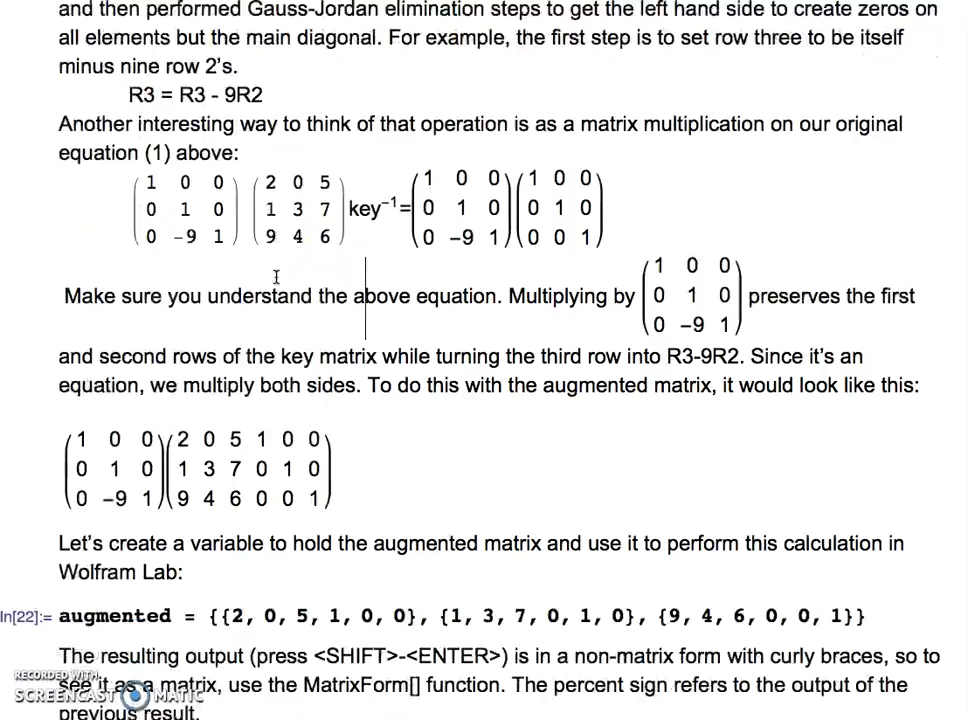 and then performed Gauss-Jordan elimination steps to get the left hand side to create zeros on
all elements but the main diagonal. For example, the first step is to set row three to be itself
minus nine row 2's.
R3 = R3 - 9R2
Another interesting way to think of that operation is as a matrix multiplication on our original
equation (1) above:
1 0 0 2 0 5 1 0 0 1 0 0
0 1 0 1 3 7 key⁻¹= 0 1 0 0 1 0
0 -9 1 9 4 6 0 -9 1 0 0 1
1 0 0
Make sure you understand the above equation. Multiplying by 0 1 0 preserves the first
0 -9 1
and second rows of the key matrix while turning the third row into R3-9R2. Since it's an
equation, we multiply both sides. To do this with the augmented matrix, it would look like this:
1 0 0 2 0 5 1 0 0
0 1 0 1 3 7 0 1 0
0 -9 1 9 4 6 0 0 1
Let's create a variable to hold the augmented matrix and use it to perform this calculation in
Wolfram Lab:
In[22]:= augmented = {{2, 0, 5, 1, 0, 0}, {1, 3, 7, 0, 1, 0}, {9, 4, 6, 0, 0, 1}}
The resulting output (press <SHIFT>-<ENTER>) is in a non-matrix form with curly braces, so to
see it as a matrix, use the MatrixForm[] function. The percent sign refers to the output of the
previous result.
RECORDED WITH
SCREENCAST-O-MATIC